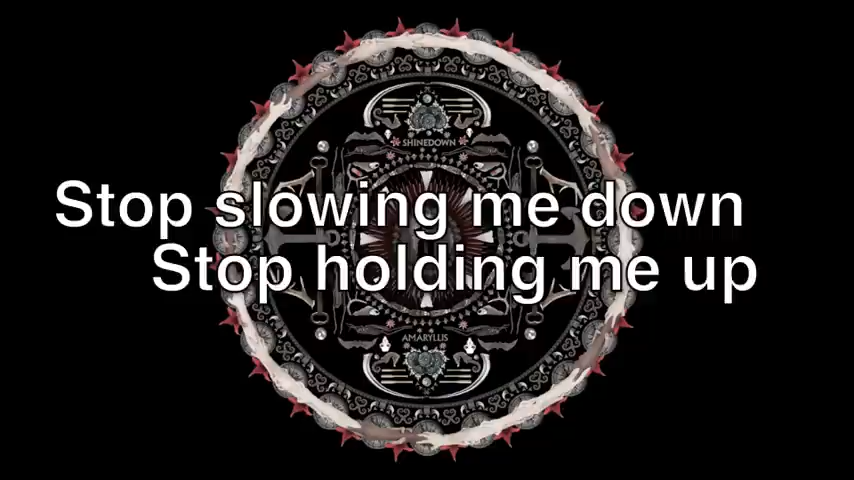 SHINEDOWN
Stop slowing me down
Stop holding me up
AMARYLLIS